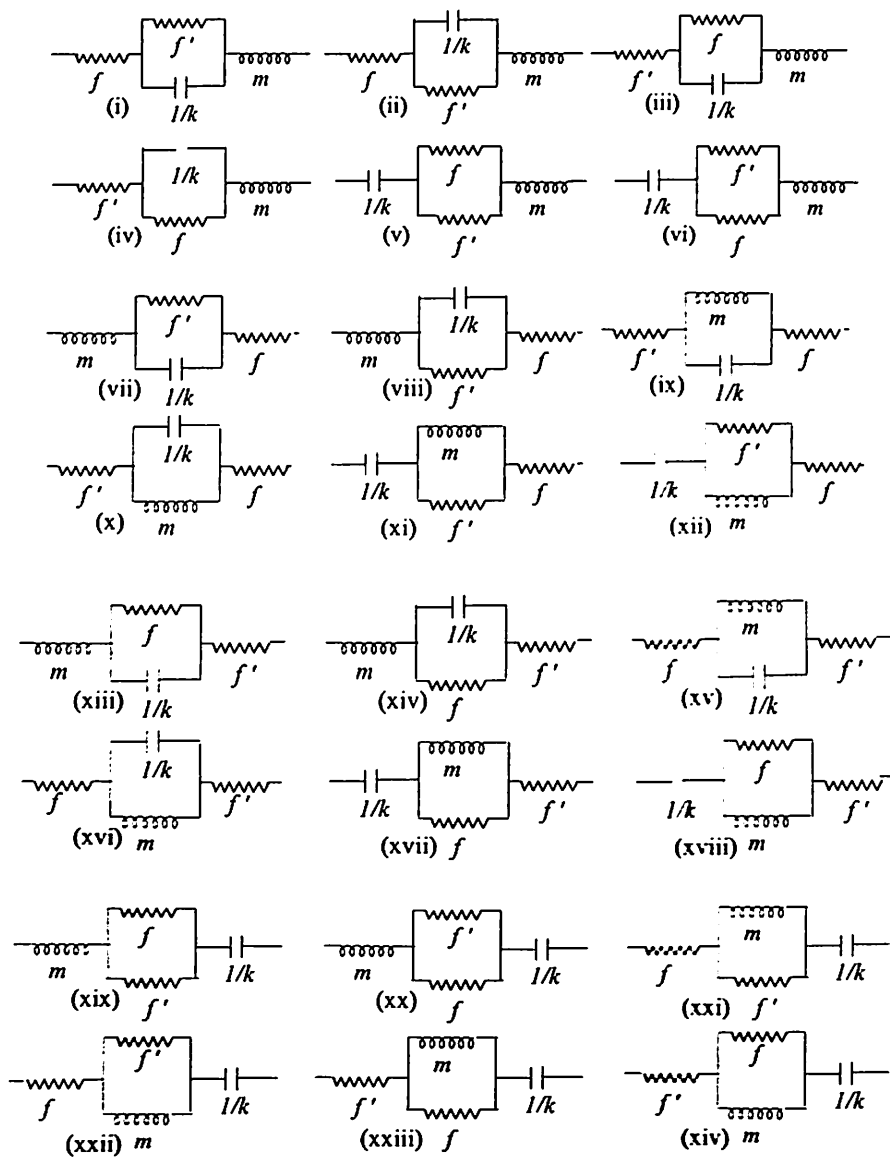 f f ' 1/k m (i)
f 1/k f ' m (ii)
f ' f 1/k m (iii)
f ' 1/k f m (iv)
1/k f f ' m (v)
1/k f ' f m (vi)
m f ' 1/k f (vii)
m 1/k f ' f (viii)
f ' m 1/k f (ix)
f ' 1/k m f (x)
1/k m f ' f (xi)
1/k f ' m f (xii)
m f 1/k f ' (xiii)
m 1/k f f ' (xiv)
f m 1/k f ' (xv)
f 1/k m f ' (xvi)
1/k m f f ' (xvii)
1/k f m f ' (xviii)
m f f ' 1/k (xix)
m f ' f 1/k (xx)
f m f ' 1/k (xxi)
f f ' m 1/k (xxii)
f ' m f 1/k (xxiii)
f ' f m 1/k (xiv)